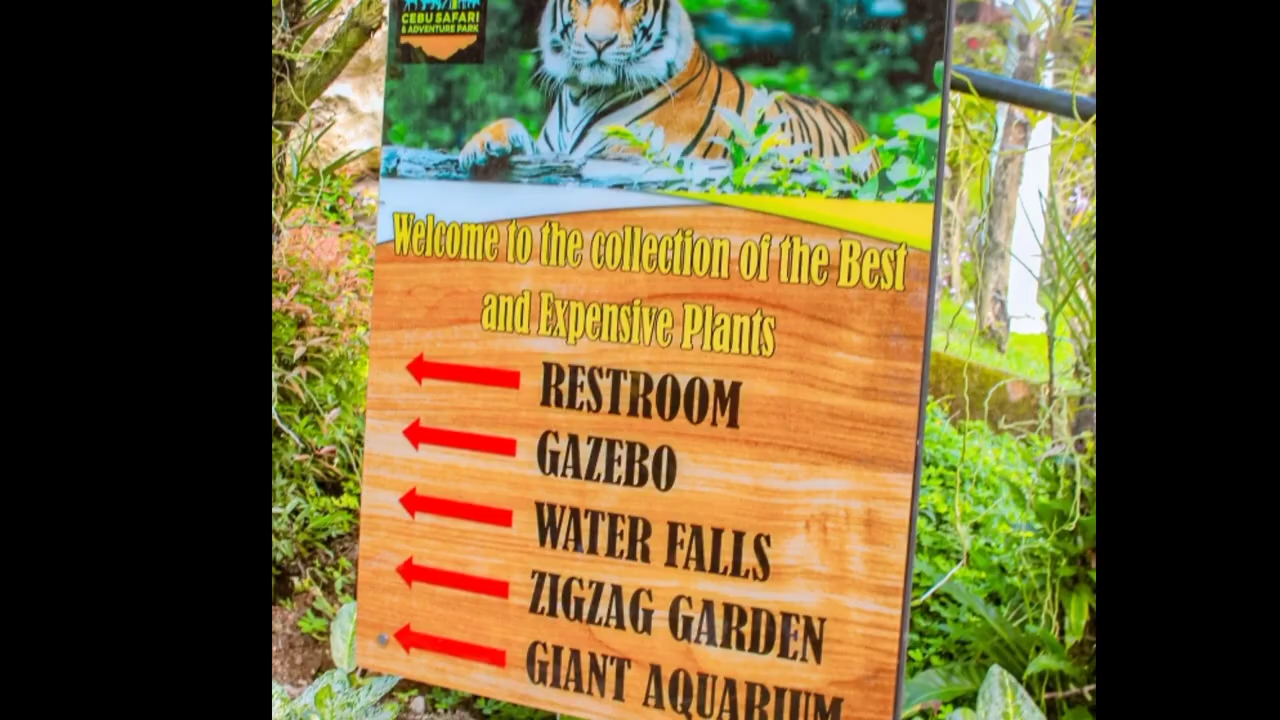 CEBU SAFARI
& ADVENTURE PARK
Welcome to the collection of the Best
and Expensive Plants
RESTROOM
GAZEBO
WATER FALLS
ZIGZAG GARDEN
GIANT AQUARIUM